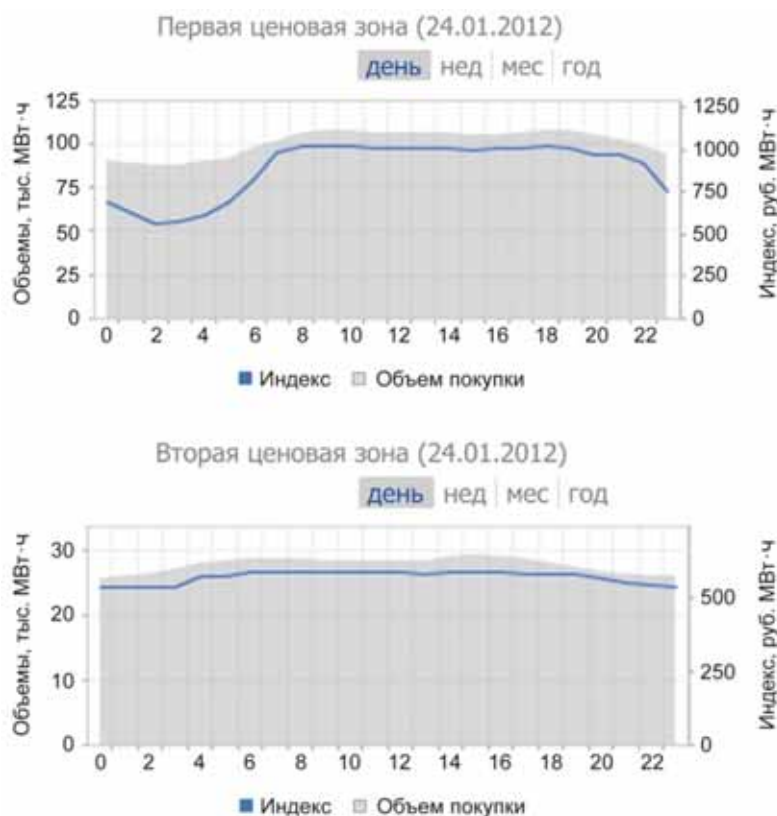 Первая ценовая зона (24.01.2012)
день нед мес год
Объемы, тыс. МВт·ч
125
100
75
50
25
0
1250
1000
750
500
250
0
Индекс, руб. МВт·ч
0 2 4 6 8 10 12 14 16 18 20 22
Индекс Объем покупки
Вторая ценовая зона (24.01.2012)
день нед мес год
Объемы, тыс. МВт·ч
30
20
10
0
500
250
0
Индекс, руб. МВт·ч
0 2 4 6 8 10 12 14 16 18 20 22
Индекс Объем покупки